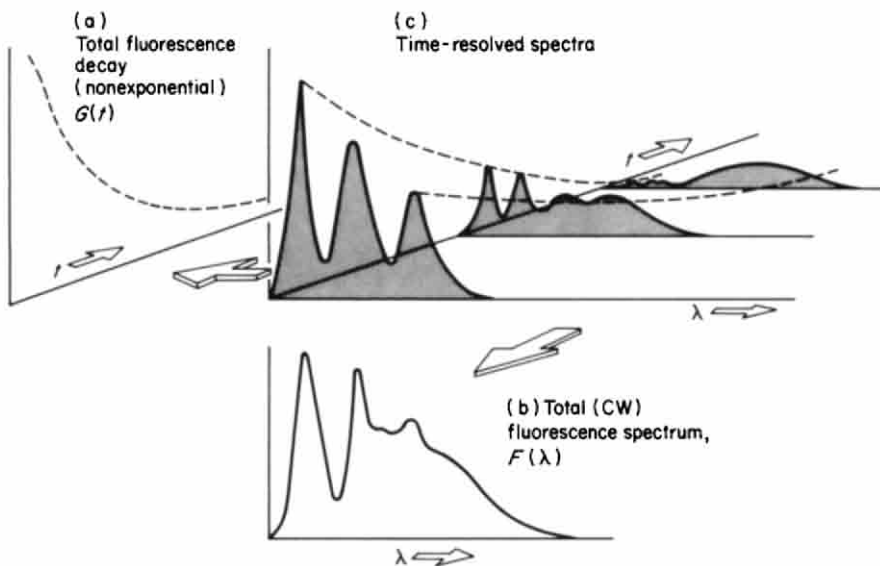 (a)
Total fluorescence
decay
(nonexponential)
G(t)
(c)
Time-resolved spectra
t
t
λ
(b) Total (CW)
fluorescence spectrum,
F(λ)
λ